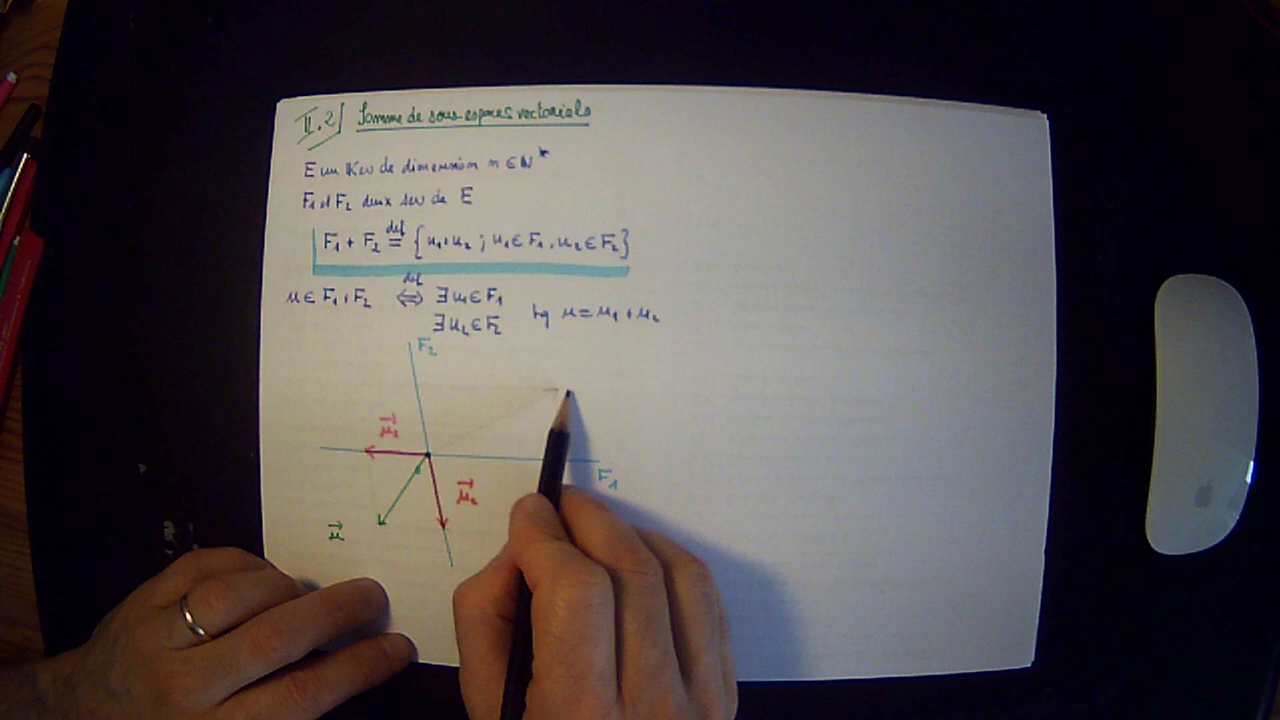 II.2/ Somme de sous espaces vectoriels
E un Kev de dimension n ∈ N*
F1 et F2 deux sev de E
F1 + F2 def= {u1+u2 ; u1 ∈ F1, u2 ∈ F2}
u ∈ F1+F2 def⇔ ∃u1 ∈ F1
∃u2 ∈ F2 tq u = u1 + u2
F2
u⃗1
F1
u⃗2
u⃗